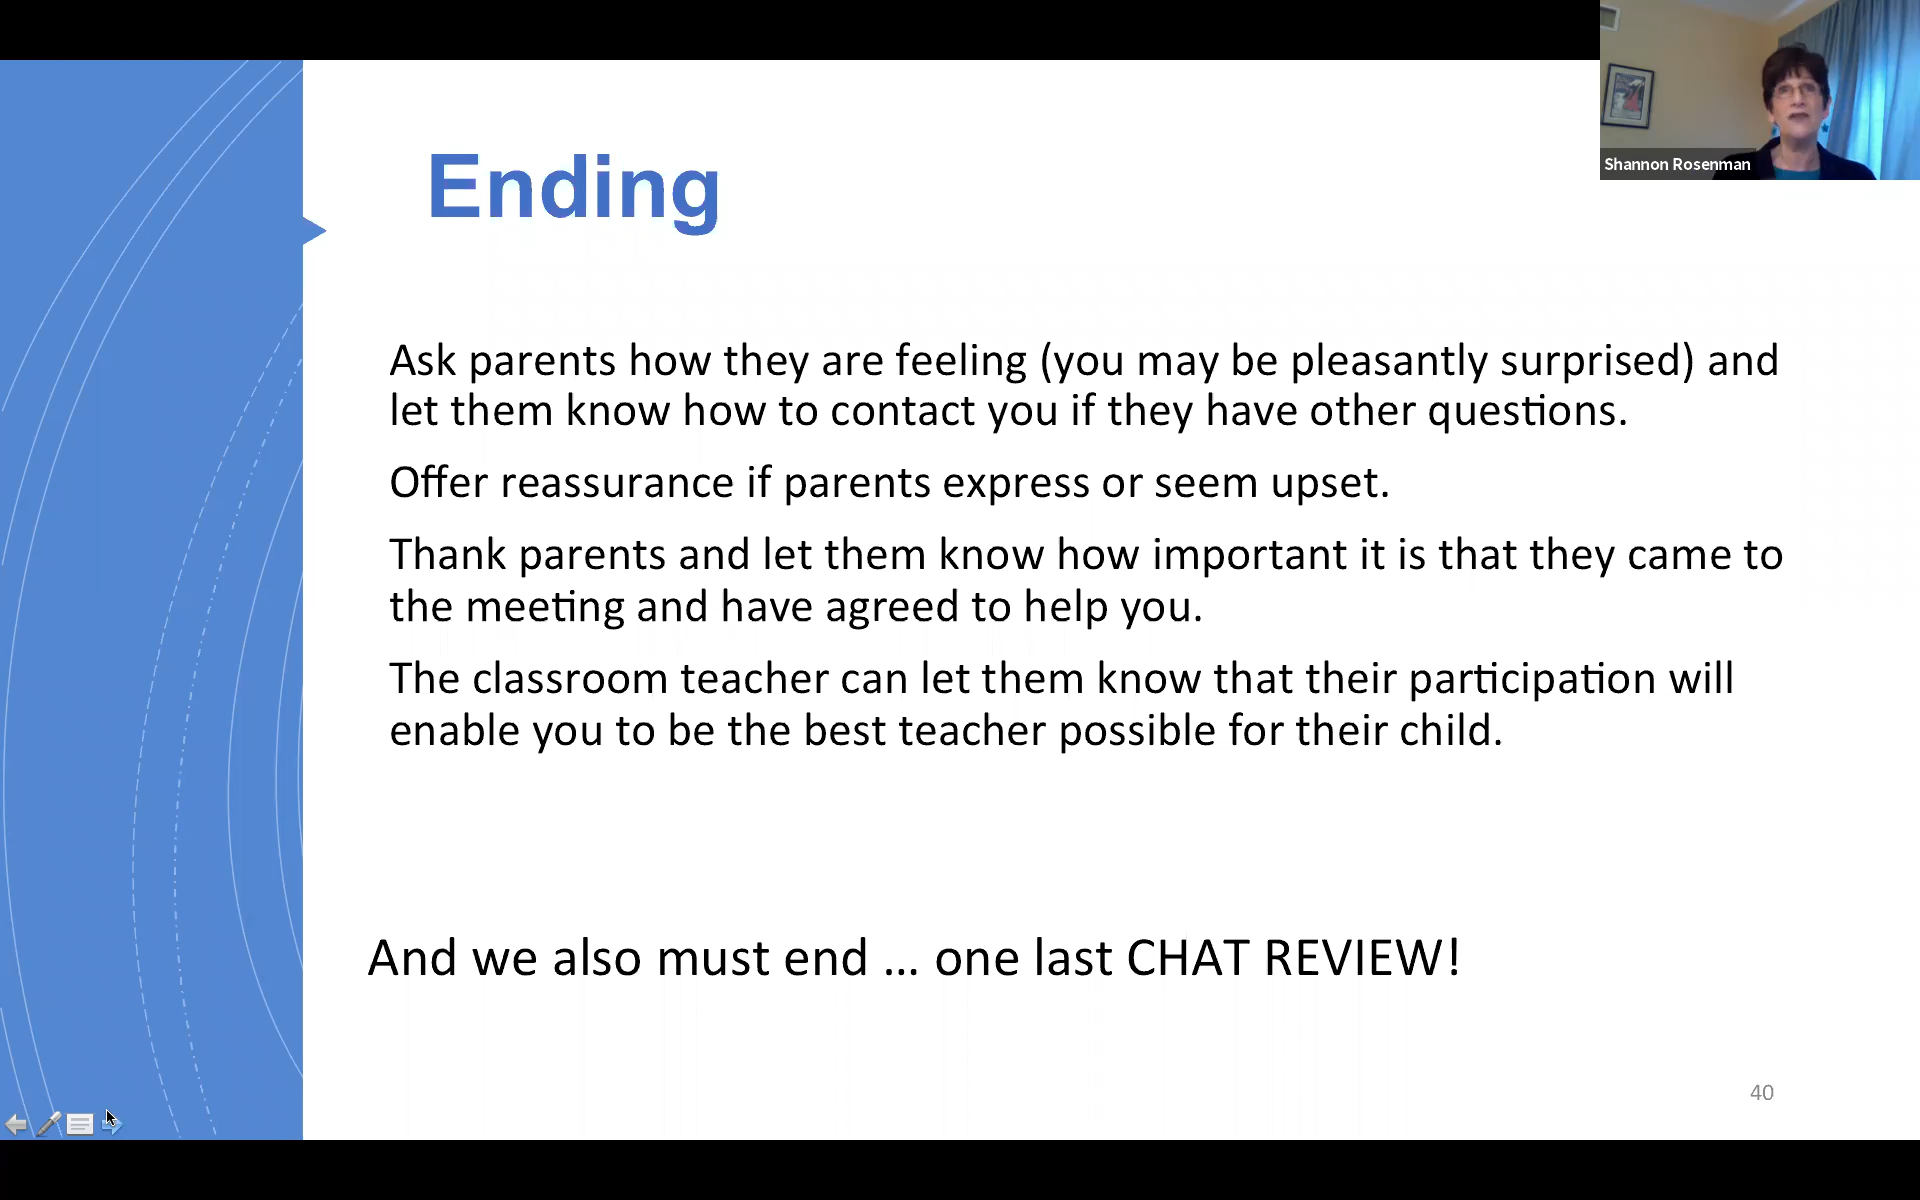 Shannon Rosenman
Ending
Ask parents how they are feeling (you may be pleasantly surprised) and
let them know how to contact you if they have other questions.
Offer reassurance if parents express or seem upset.
Thank parents and let them know how important it is that they came to
the meeting and have agreed to help you.
The classroom teacher can let them know that their participation will
enable you to be the best teacher possible for their child.
And we also must end ... one last CHAT REVIEW!
40